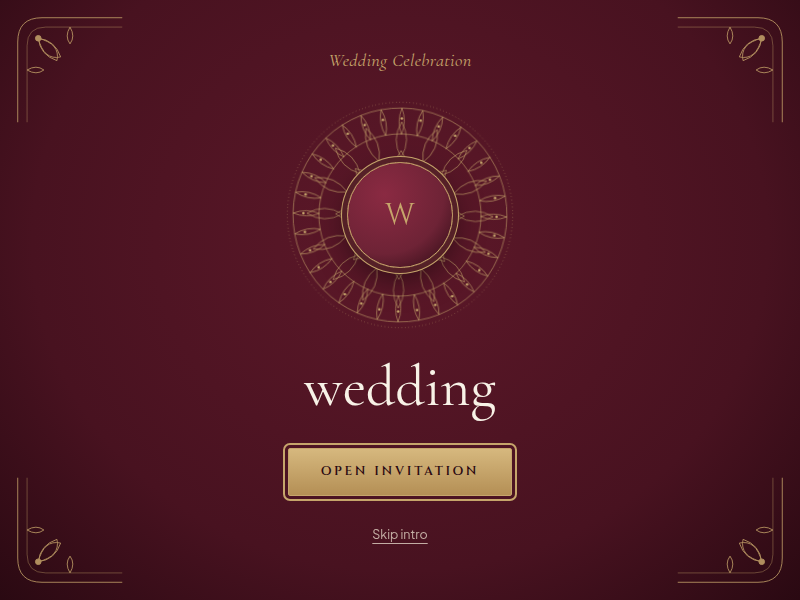 Wedding Celebration
W
wedding
OPEN INVITATION
Skip intro